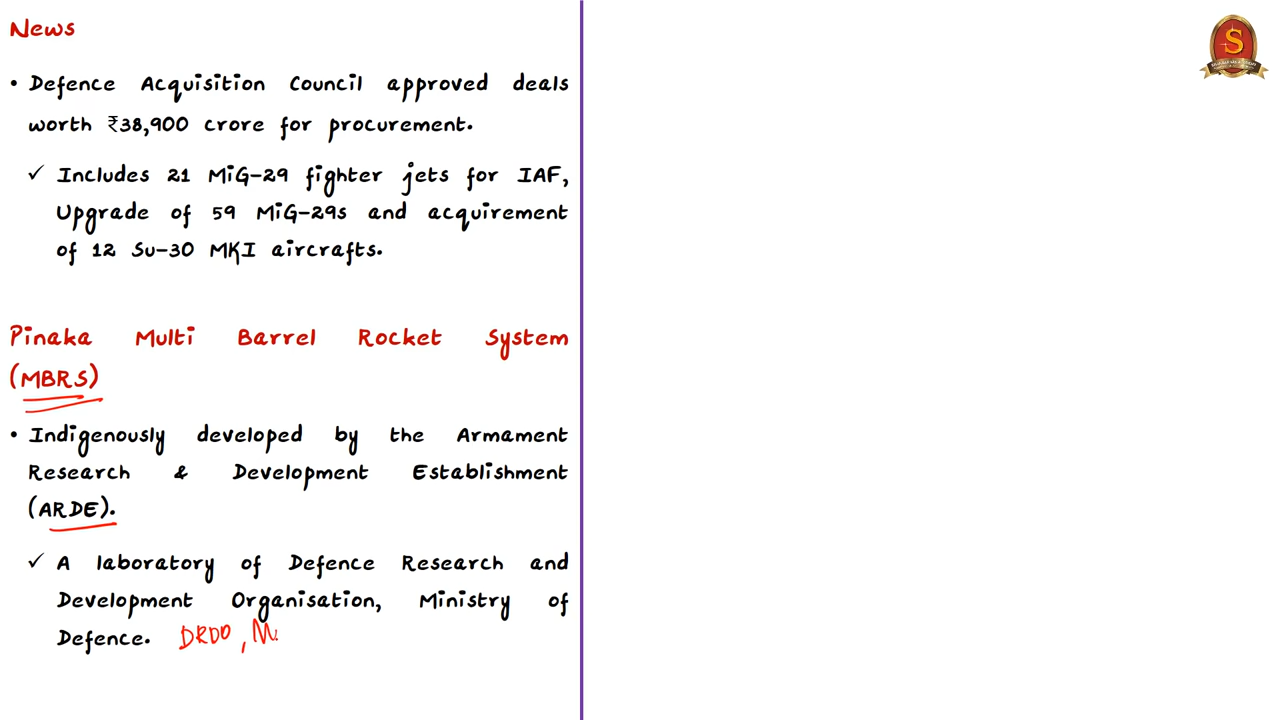 News
• Defence Acquisition Council approved deals
worth ₹38,900 crore for procurement.
✓ Includes 21 MiG-29 fighter jets for IAF,
Upgrade of 59 MiG-29s and acquirement
of 12 Su-30 MKI aircrafts.
Pinaka Multi Barrel Rocket System
(MBRS)
• Indigenously developed by the Armament
Research & Development Establishment
(ARDE).
✓ A laboratory of Defence Research and
Development Organisation, Ministry of
Defence. DRDO, M
S